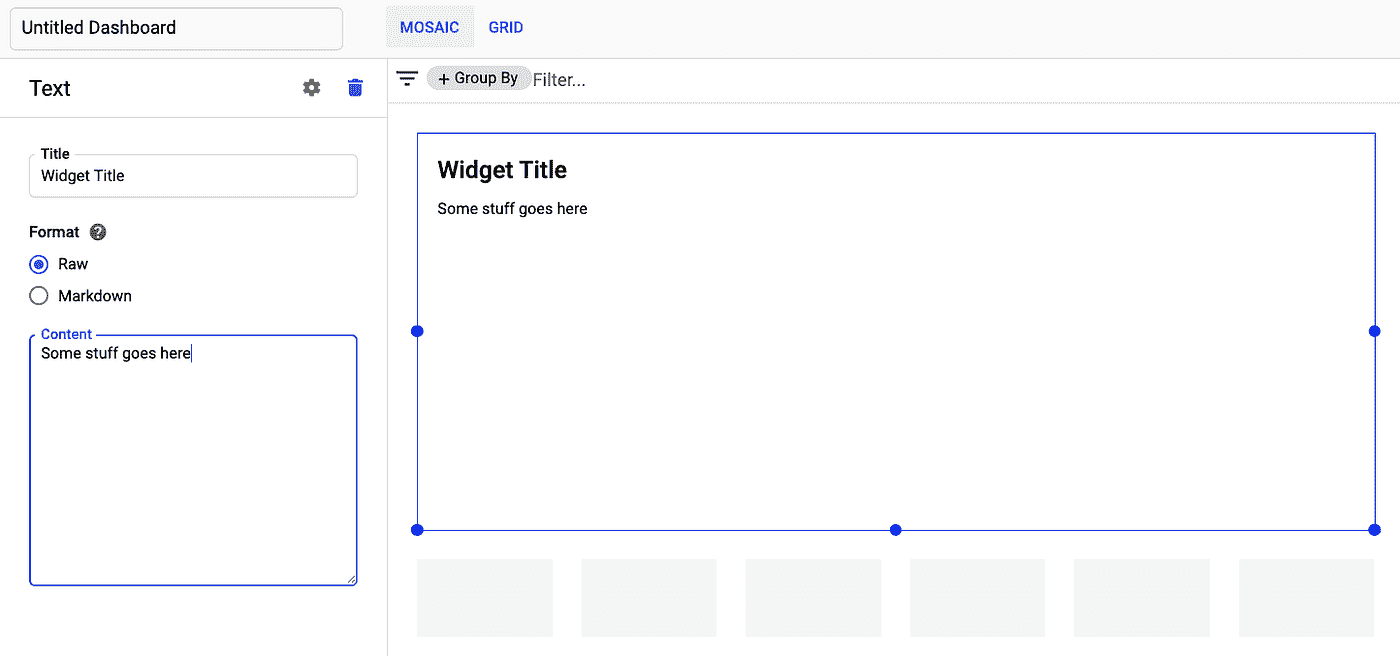 Untitled Dashboard
MOSAIC GRID
Text
+ Group By Filter...
Title
Widget Title
Format ?
Raw
Markdown
Content
Some stuff goes here
Widget Title
Some stuff goes here